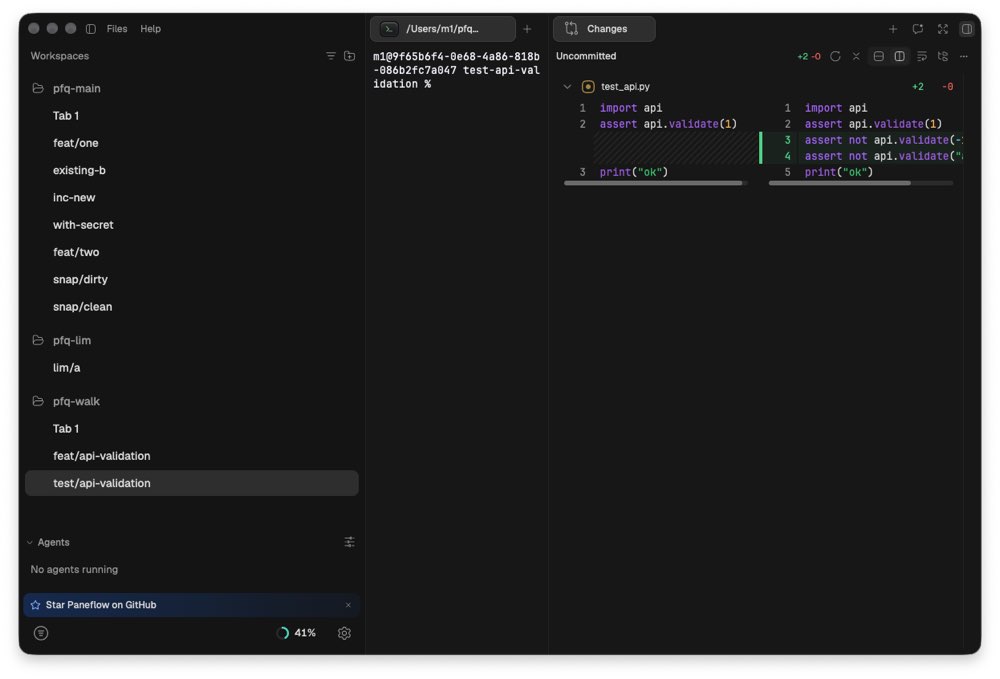 Files Help
Workspaces
pfq-main
Tab 1
feat/one
existing-b
inc-new
with-secret
feat/two
snap/dirty
snap/clean
pfq-lim
lim/a
pfq-walk
Tab 1
feat/api-validation
test/api-validation
Agents
No agents running
Star Paneflow on GitHub
41%
/Users/m1/pfq...
m1@9f65b6f4-0e68-4a86-818b
-086b2fc7a047 test-api-val
idation %
Changes
Uncommitted
+2 -0
test_api.py
+2 -0
1 import api
2 assert api.validate(1)
3 print("ok")
1 import api
2 assert api.validate(1)
3 assert not api.validate(-
4 assert not api.validate("
5 print("ok")